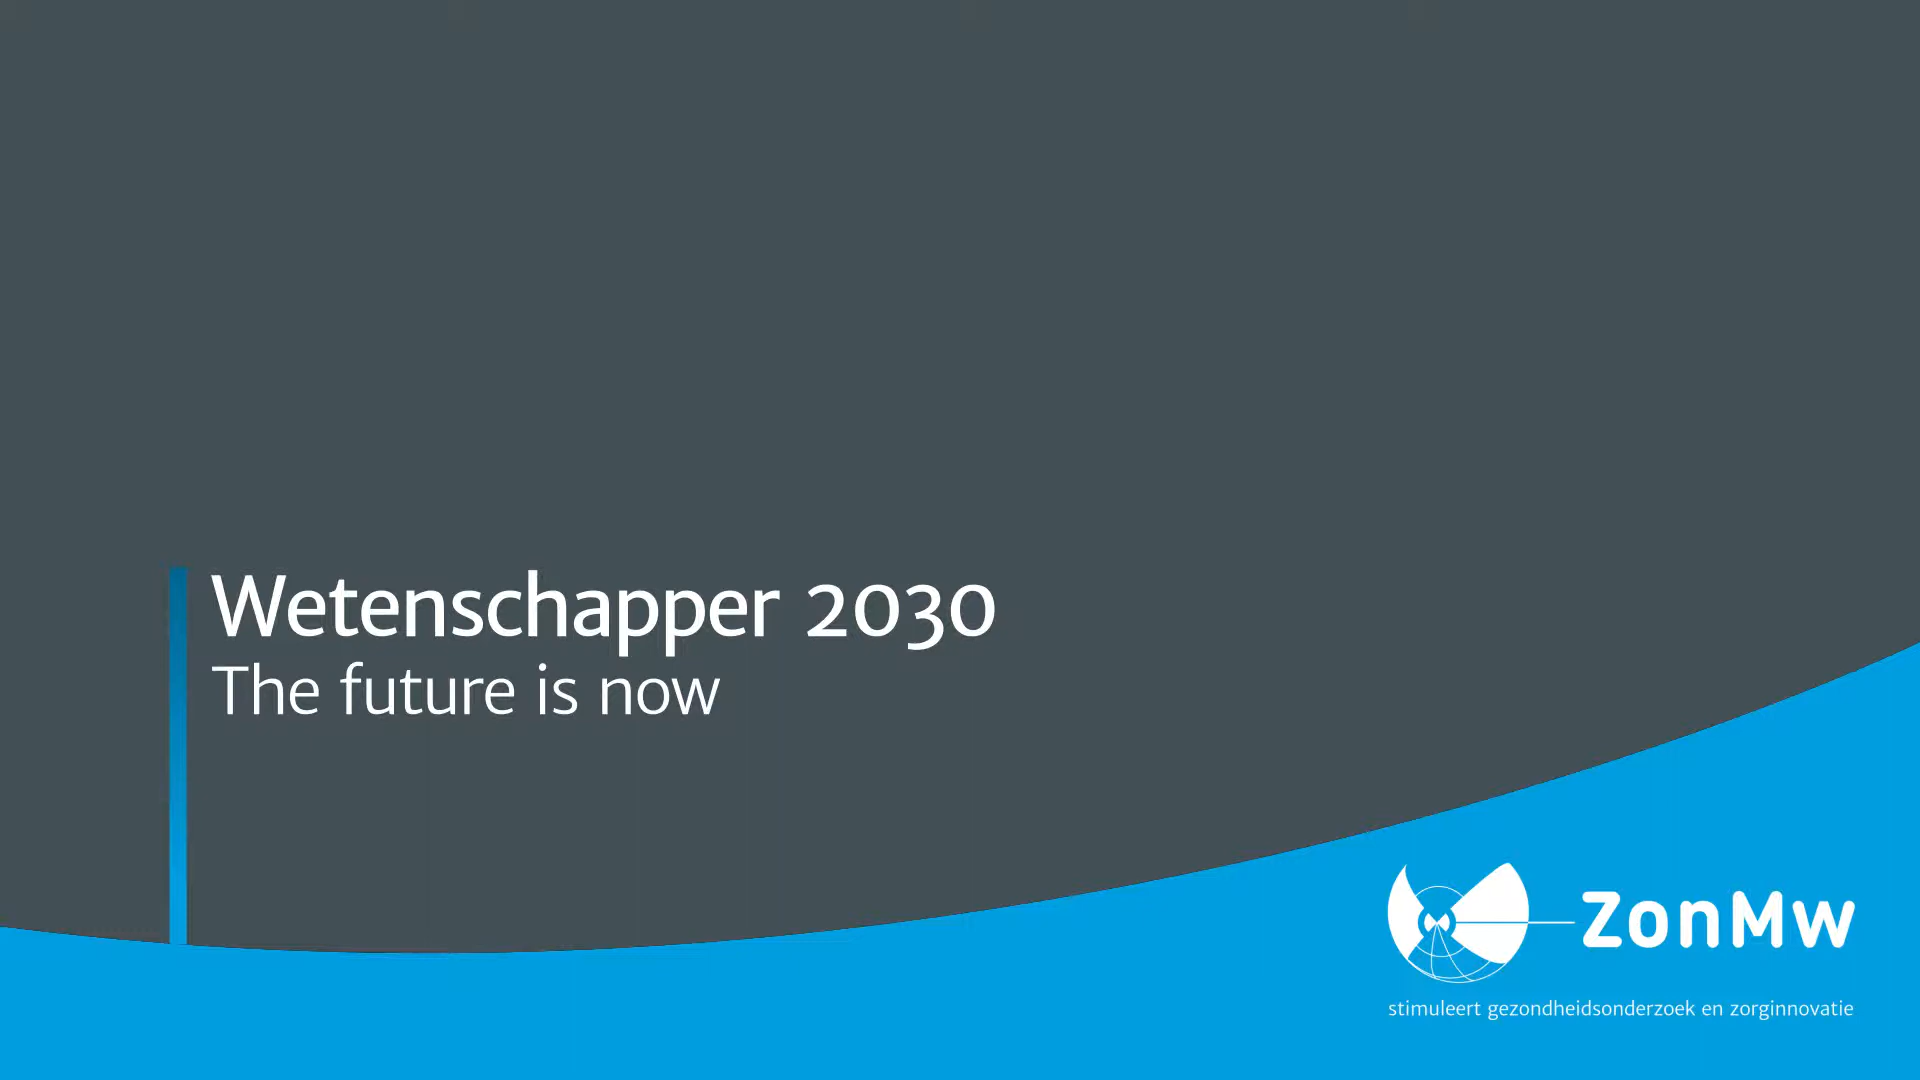 Wetenschapper 2030
The future is now
ZonMw
stimuleert gezondheidsonderzoek en zorginnovatie